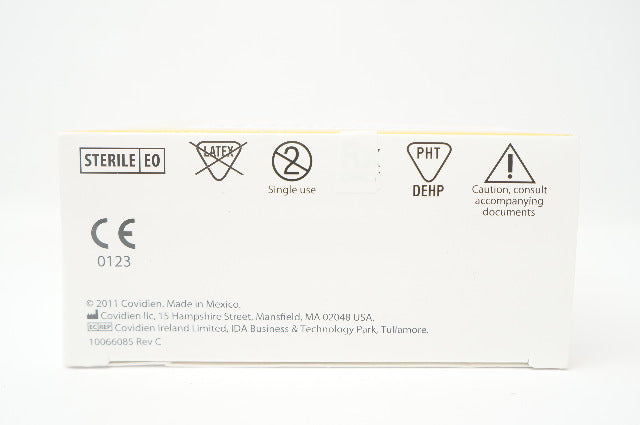 STERILE EO
LATEX
2
Single use
PHT
DEHP
!
Caution, consult
accompanying
documents
CE
0123
© 2011 Covidien. Made in Mexico.
Covidien llc, 15 Hampshire Street, Mansfield, MA 02048 USA.
EC REP Covidien Ireland Limited, IDA Business & Technology Park, Tullamore.
10066085 Rev C